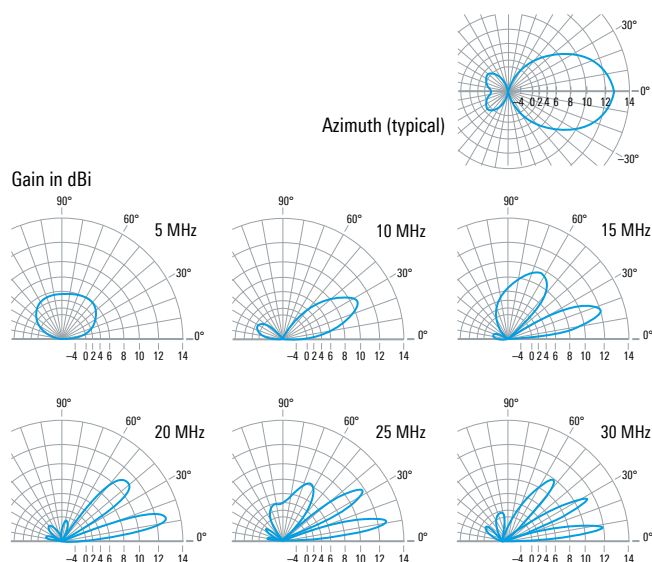 30°
0°
–4 0 2 4 6 8 10 12 14
Azimuth (typical)
–30°
Gain in dBi
90° 90° 90°
60° 5 MHz 60° 10 MHz 60° 15 MHz
30° 30° 30°
0° 0° 0°
–4 0 2 4 6 8 10 12 14 –4 0 2 4 6 8 10 12 14 –4 0 2 4 6 8 10 12 14
90° 90° 90°
60° 20 MHz 60° 25 MHz 60° 30 MHz
30° 30° 30°
0° 0° 0°
–4 0 2 4 6 8 10 12 14 –4 0 2 4 6 8 10 12 14 –4 0 2 4 6 8 10 12 14